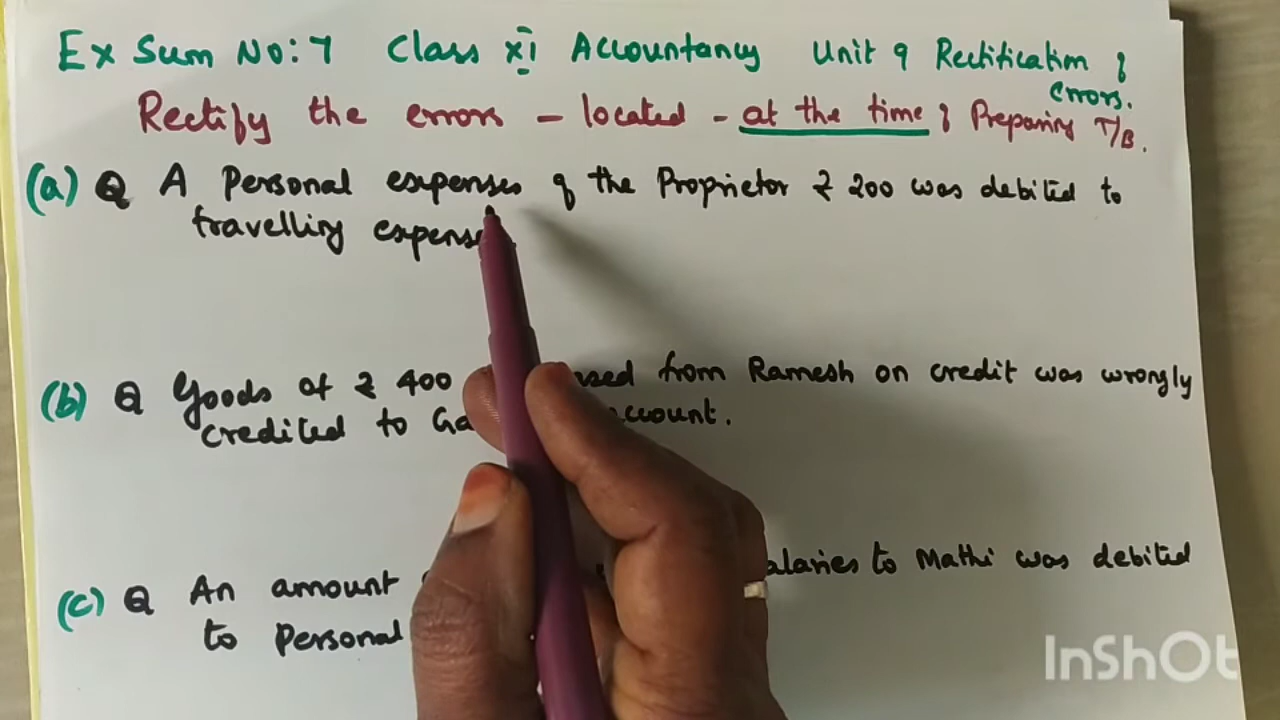 Ex Sum No: 7 Class XI Accountancy Unit 9 Rectification of
errors.
Rectify the errors - located - at the time of Preparing T/B.
(a) Q A Personal expenses of the Proprietor ₹ 200 was debited to
travelling expense
(b) Q Goods of ₹ 400 from Ramesh on credit was wrongly
credited to account.
(c) Q An amount to Mathi was debited
to Personal
InShOt